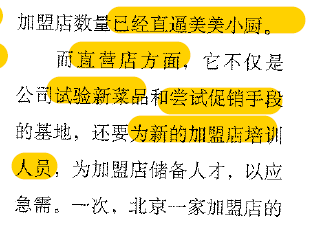 加盟店数量已经直逼美美小厨。
而直营店方面，它不仅是
公司试验新菜品和尝试促销手段
的基地，还要为新的加盟店培训
人员，为加盟店储备人才，以应
急需。一次，北京一家加盟店的